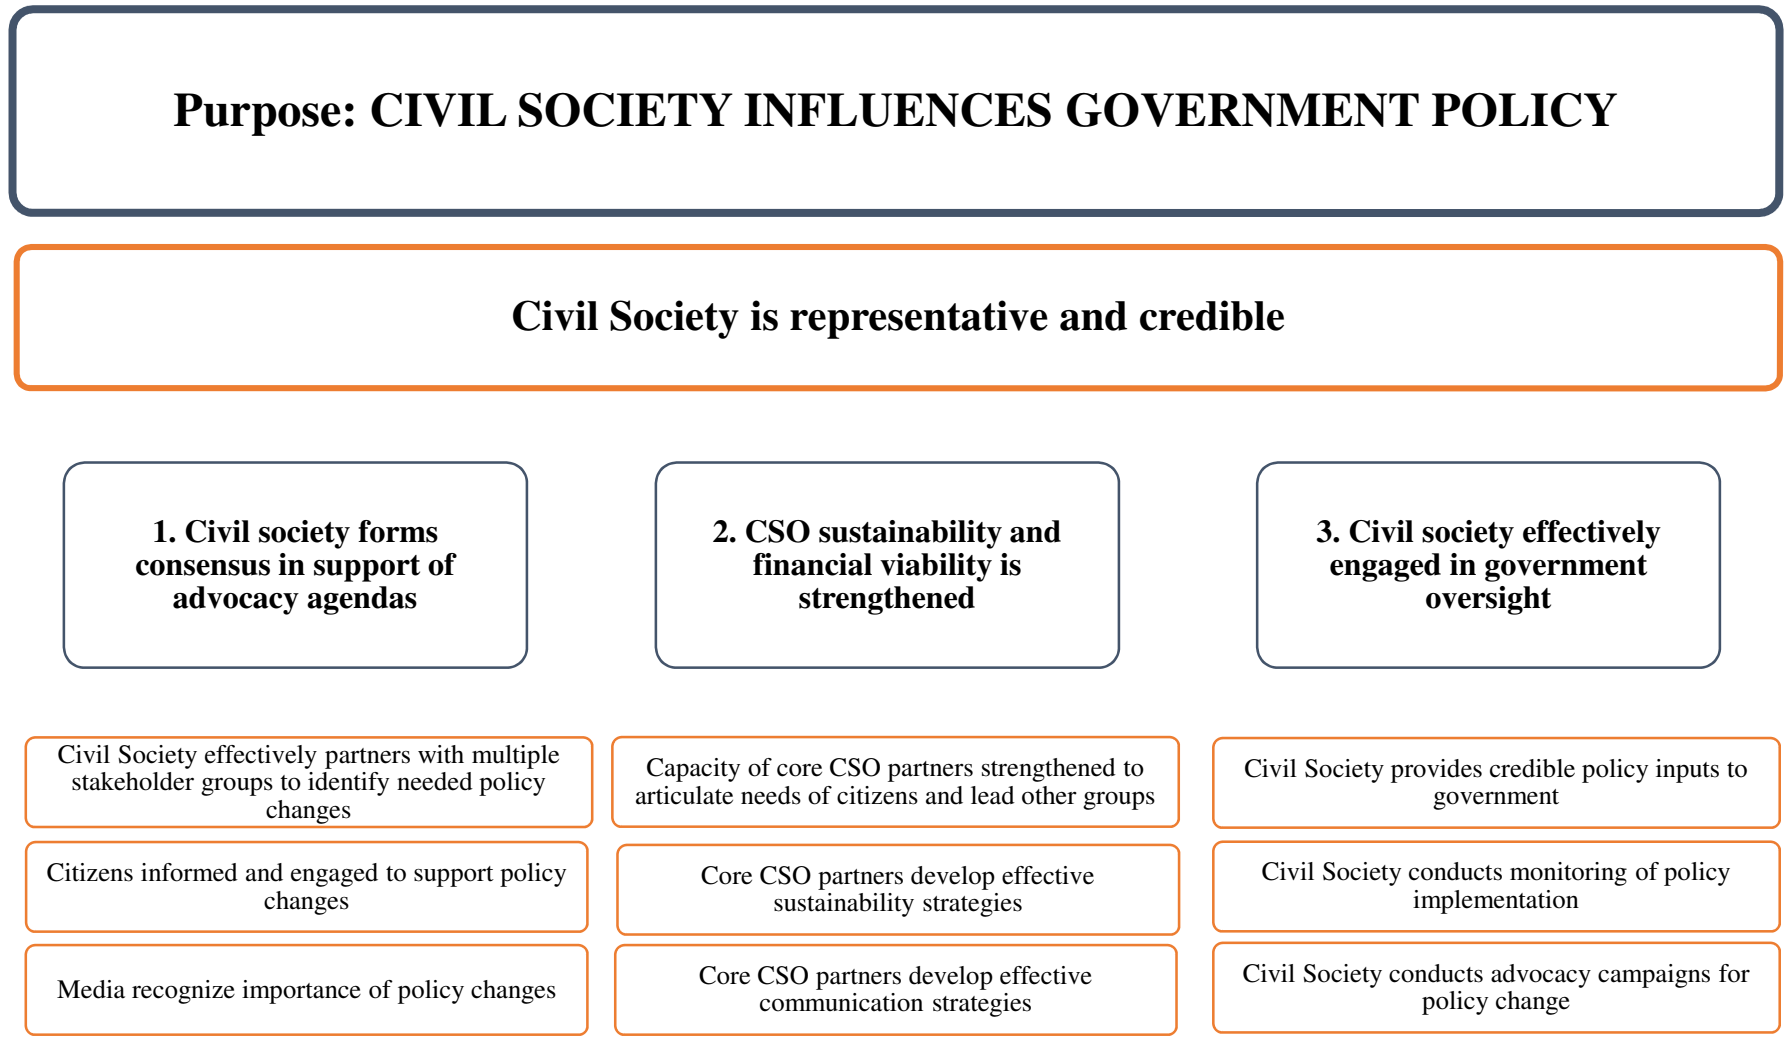 Purpose: CIVIL SOCIETY INFLUENCES GOVERNMENT POLICY
Civil Society is representative and credible
1. Civil society forms
consensus in support of
advocacy agendas
2. CSO sustainability and
financial viability is
strengthened
3. Civil society effectively
engaged in government
oversight
Civil Society effectively partners with multiple
stakeholder groups to identify needed policy
changes
Citizens informed and engaged to support policy
changes
Media recognize importance of policy changes
Capacity of core CSO partners strengthened to
articulate needs of citizens and lead other groups
Core CSO partners develop effective
sustainability strategies
Core CSO partners develop effective
communication strategies
Civil Society provides credible policy inputs to
government
Civil Society conducts monitoring of policy
implementation
Civil Society conducts advocacy campaigns for
policy change